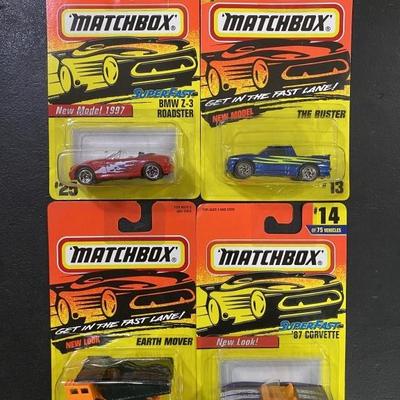 MATCHBOX
SUPERFAST
New Model 1997
BMW Z-3
ROADSTER
#25
MATCHBOX
GET IN THE FAST LANE!
NEW MODEL
THE BUSTER
#13
MATCHBOX
GET IN THE FAST LANE!
NEW LOOK
EARTH MOVER
#14
OF 75 VEHICLES
MATCHBOX
SUPERFAST
New Look!
'87 CORVETTE